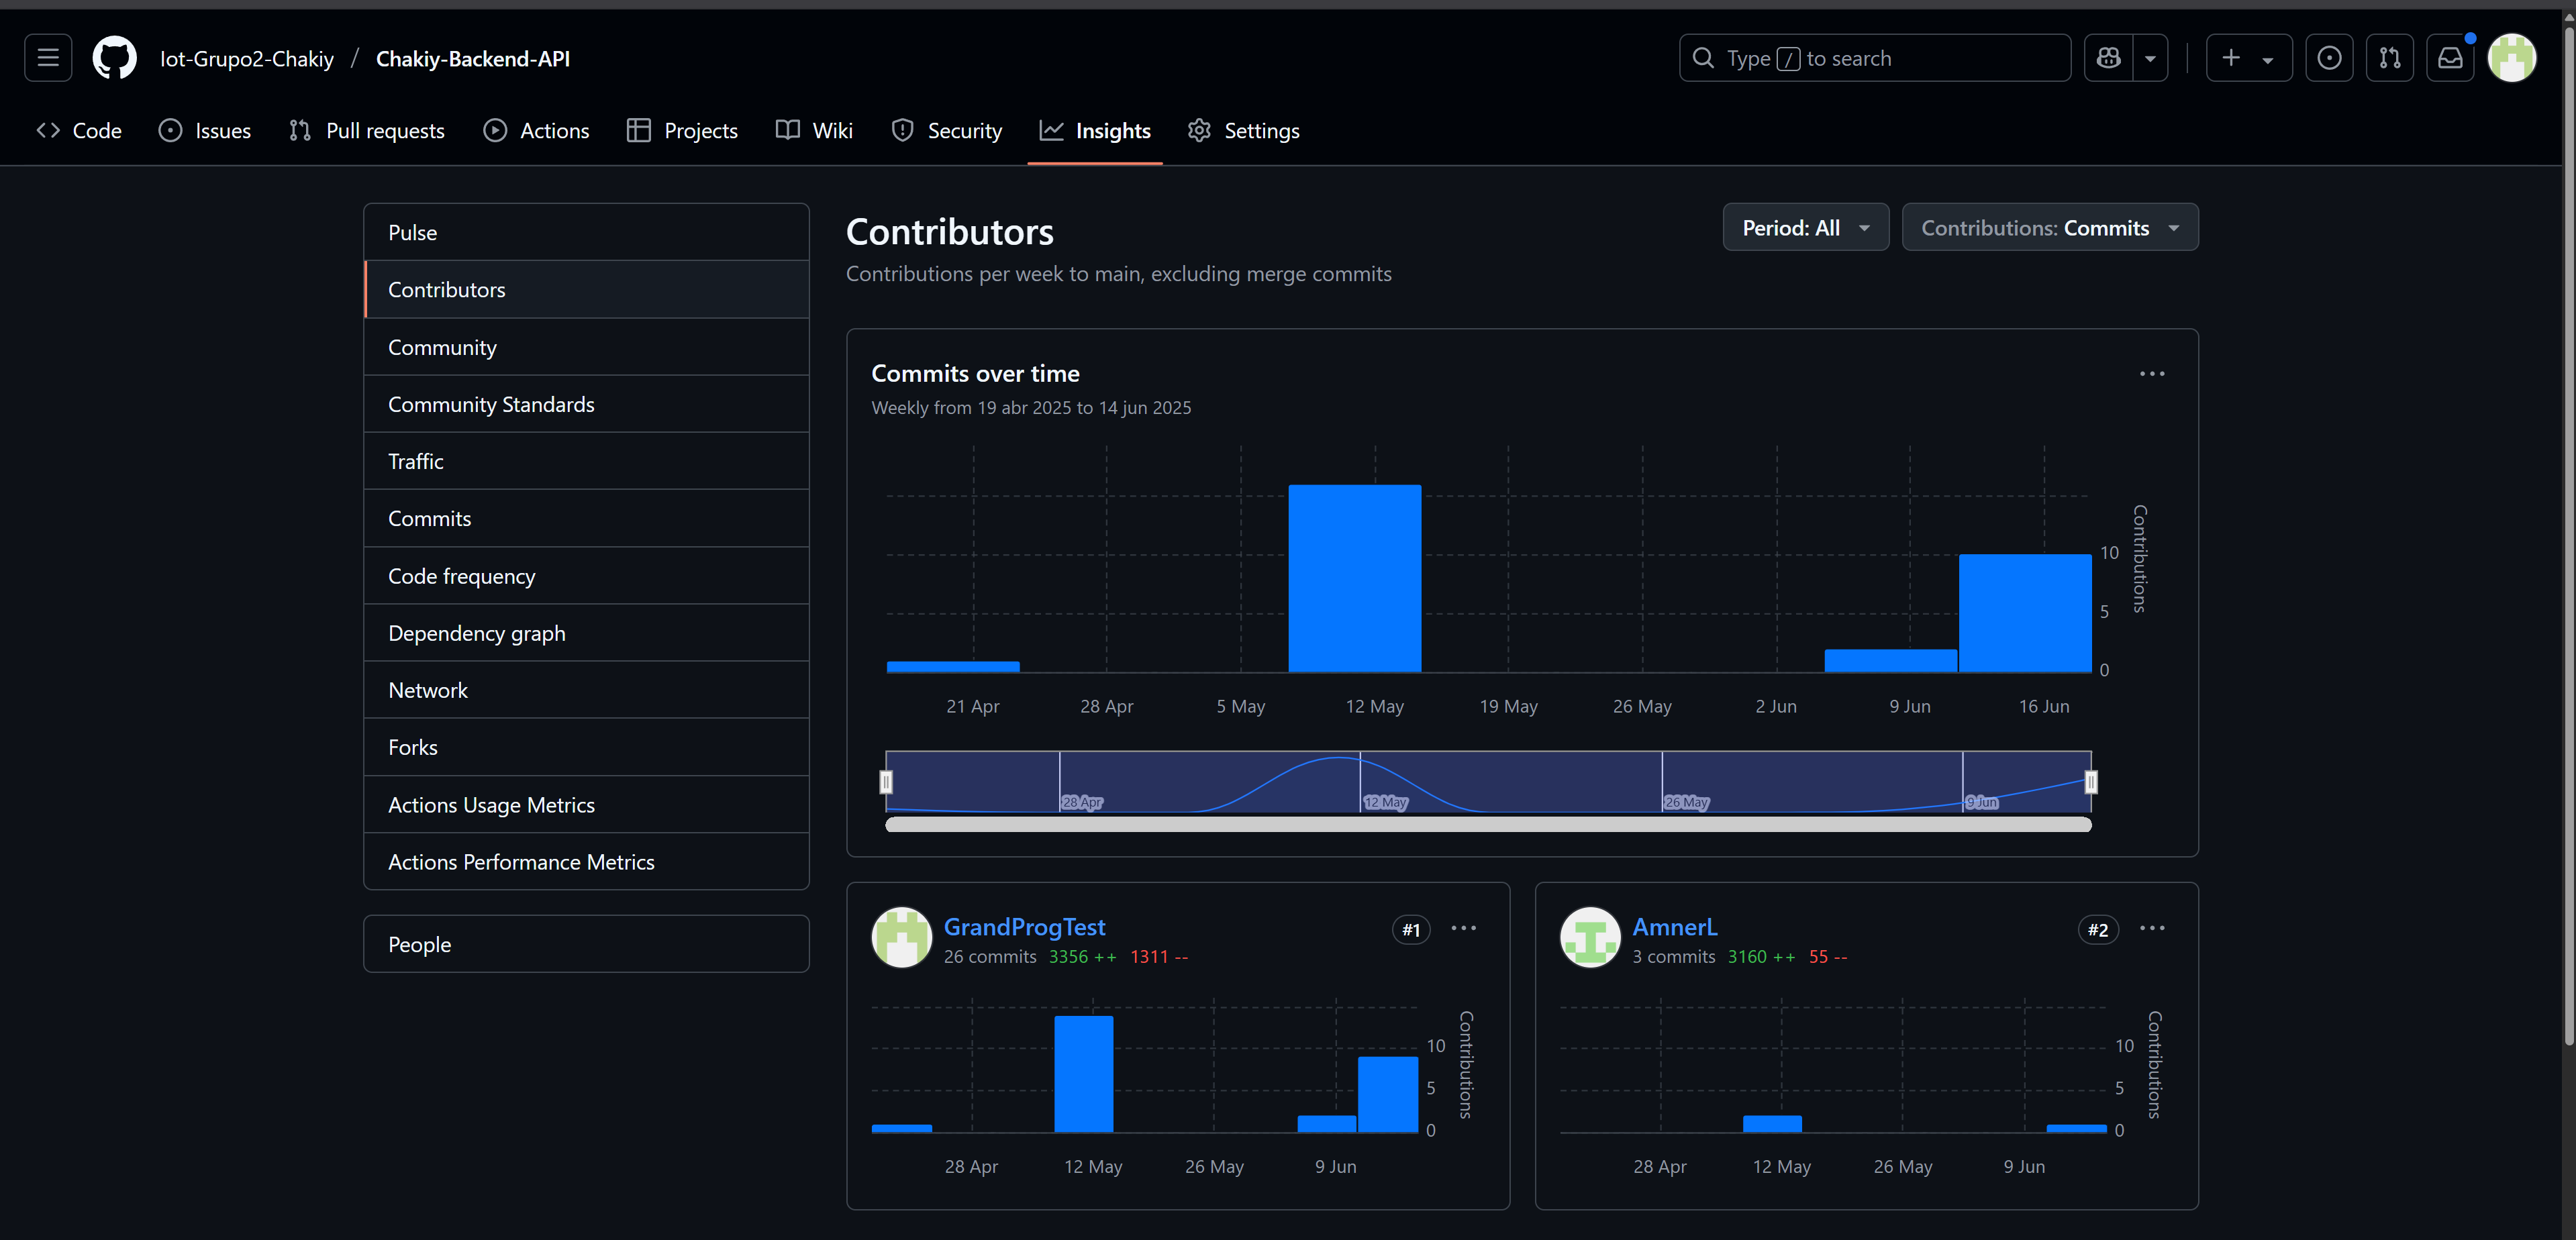 Iot-Grupo2-Chakiy / Chakiy-Backend-API
Type / to search
Code Issues Pull requests Actions Projects Wiki Security Insights Settings
Pulse
Contributors
Community
Community Standards
Traffic
Commits
Code frequency
Dependency graph
Network
Forks
Actions Usage Metrics
Actions Performance Metrics
People
Contributors
Period: All
Contributions: Commits
Contributions per week to main, excluding merge commits
Commits over time
Weekly from 19 abr 2025 to 14 jun 2025
10
5
0
Contributions
21 Apr 28 Apr 5 May 12 May 19 May 26 May 2 Jun 9 Jun 16 Jun
28 Apr 12 May 26 May 9 Jun
GrandProgTest
#1
26 commits 3356 ++ 1311 --
10
5
0
Contributions
28 Apr 12 May 26 May 9 Jun
AmnerL
#2
3 commits 3160 ++ 55 --
10
5
0
Contributions
28 Apr 12 May 26 May 9 Jun